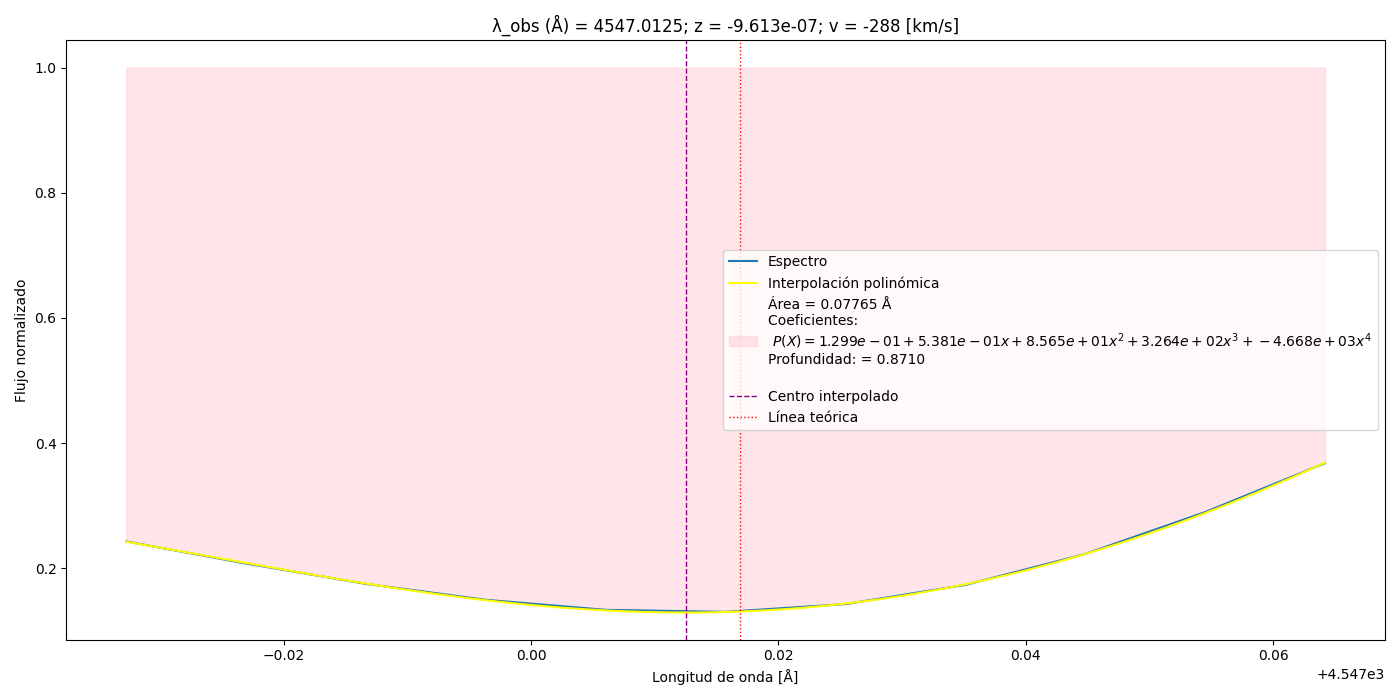 λ_obs (Å) = 4547.0125; z = -9.613e-07; v = -288 [km/s]
Flujo normalizado
1.0
0.8
0.6
0.4
0.2
Espectro
Interpolación polinómica
Área = 0.07765 Å
Coeficientes:
P(X) = 1.299e − 01 + 5.381e − 01x + 8.565e + 01x² + 3.264e + 02x³ + −4.668e + 03x⁴
Profundidad: = 0.8710
Centro interpolado
Línea teórica
−0.02
0.00
0.02
0.04
0.06
+4.547e3
Longitud de onda [Å]